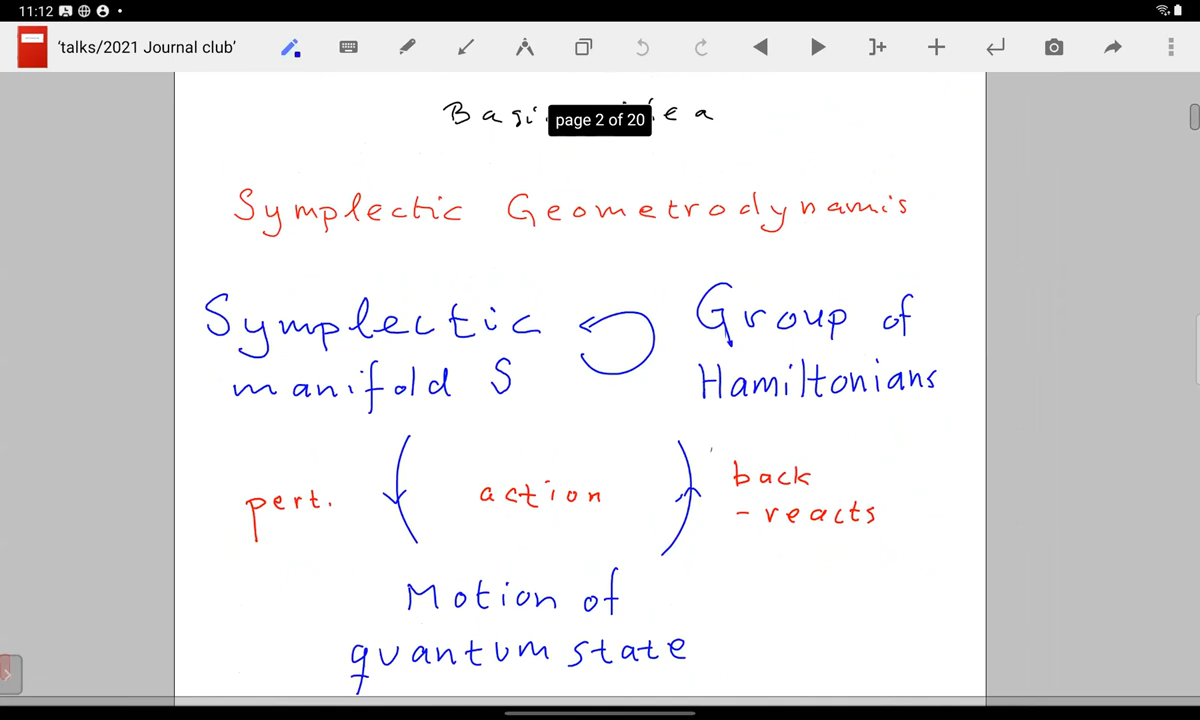 11:12
'talks/2021 Journal club'
page 2 of 20
Symplectic Geometrodynamis
Symplectic Group of
manifold S Hamiltonians
pert. action back
- reacts
Motion of
quantum state